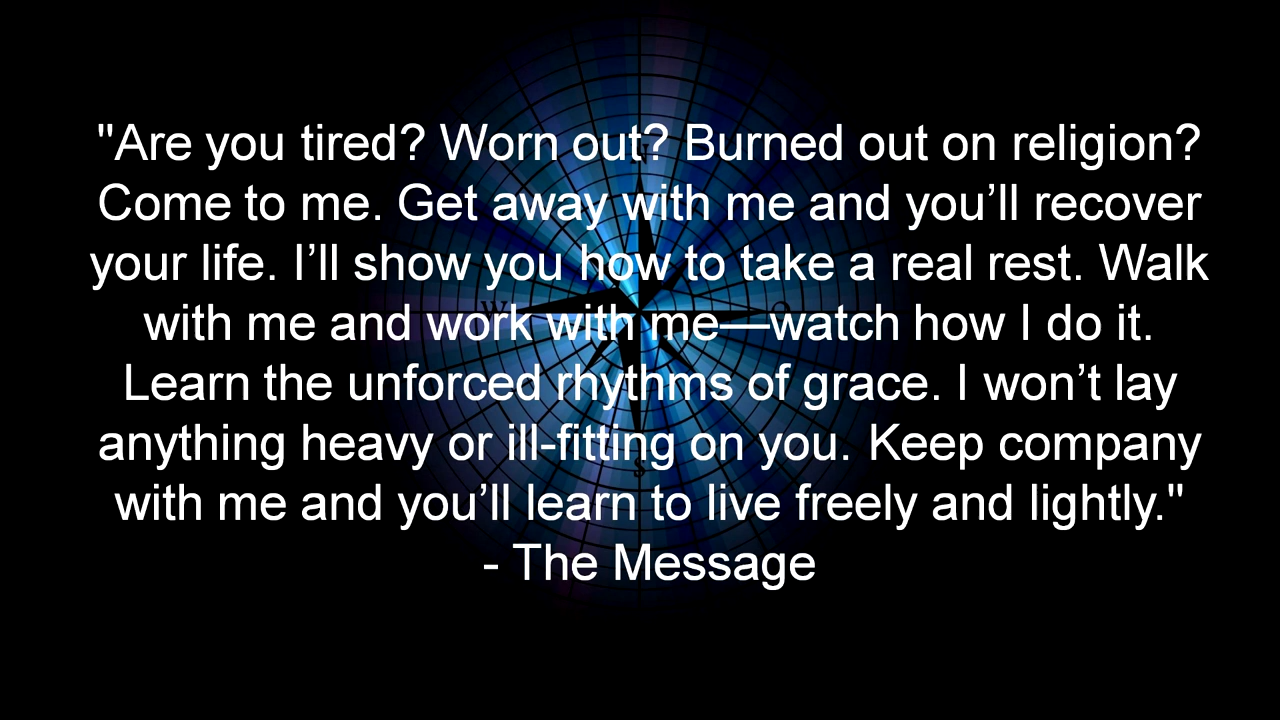 "Are you tired? Worn out? Burned out on religion?
Come to me. Get away with me and you’ll recover
your life. I’ll show you how to take a real rest. Walk
with me and work with me—watch how I do it.
Learn the unforced rhythms of grace. I won’t lay
anything heavy or ill-fitting on you. Keep company
with me and you’ll learn to live freely and lightly."
- The Message
W
O
S